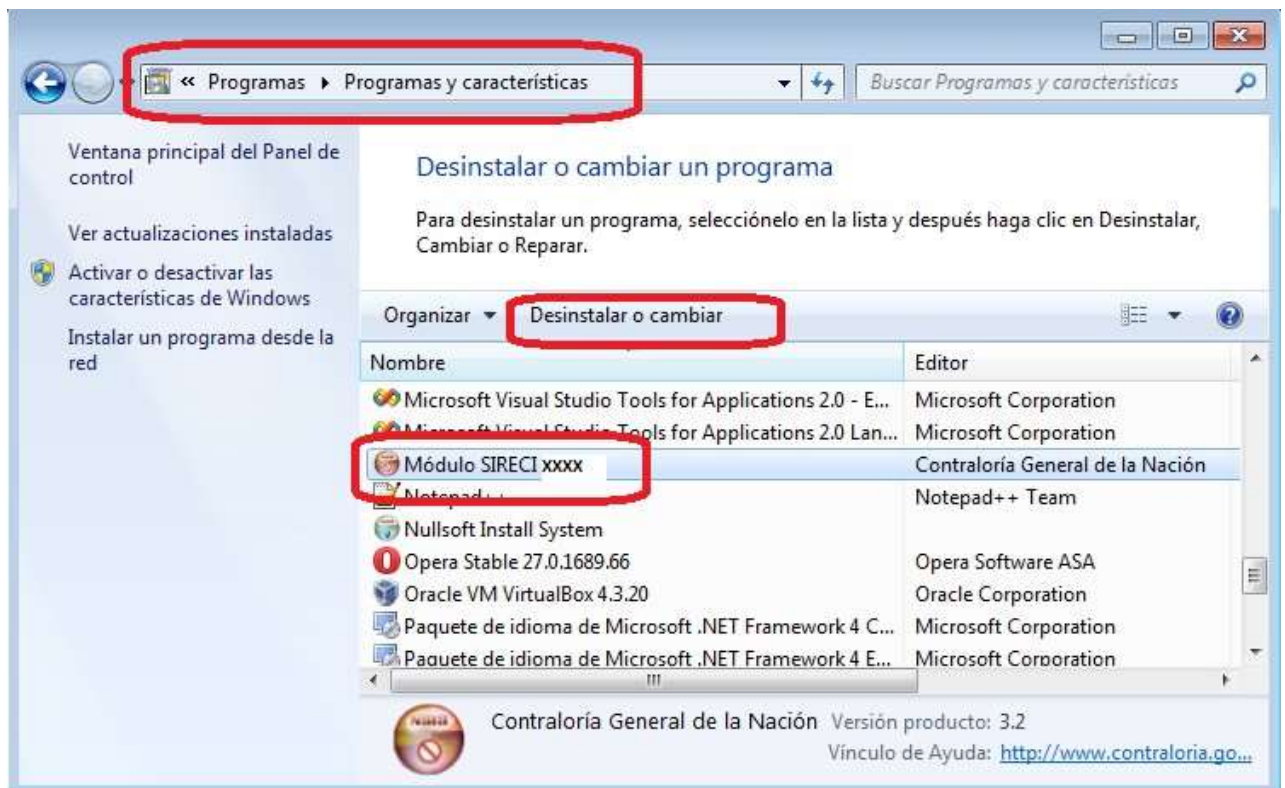 « Programas ▸ Programas y características
Buscar Programas y características
Ventana principal del Panel de
control
Ver actualizaciones instaladas
Activar o desactivar las
características de Windows
Instalar un programa desde la
red
Desinstalar o cambiar un programa
Para desinstalar un programa, selecciónelo en la lista y después haga clic en Desinstalar,
Cambiar o Reparar.
Organizar Desinstalar o cambiar
Nombre Editor
Microsoft Visual Studio Tools for Applications 2.0 - E... Microsoft Corporation
Microsoft Visual Studio Tools for Applications 2.0 Lan... Microsoft Corporation
Módulo SIRECI xxxx Contraloría General de la Nación
Notepad++ Notepad++ Team
Nullsoft Install System
Opera Stable 27.0.1689.66 Opera Software ASA
Oracle VM VirtualBox 4.3.20 Oracle Corporation
Paquete de idioma de Microsoft .NET Framework 4 C... Microsoft Corporation
Paquete de idioma de Microsoft .NET Framework 4 E... Microsoft Corporation
Contraloría General de la Nación Versión producto: 3.2
Vínculo de Ayuda: http://www.contraloria.go...